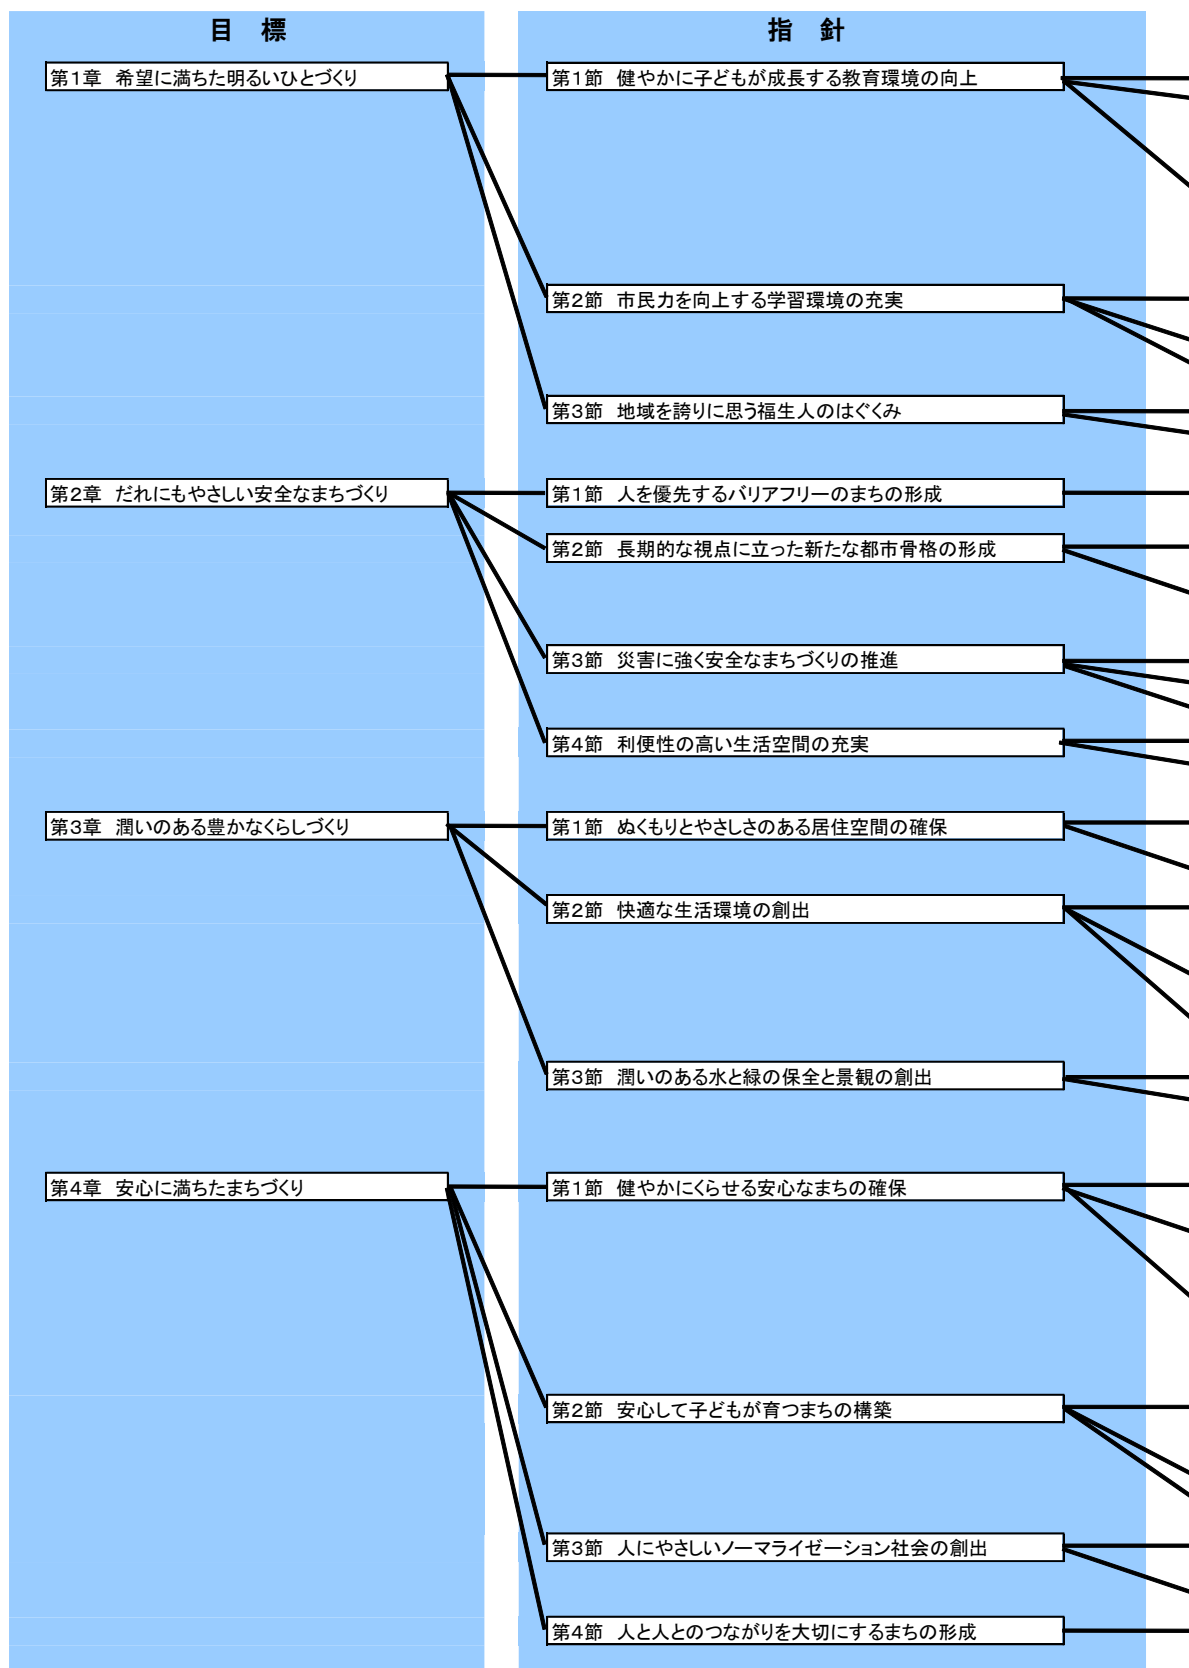 目 標
指 針
第1章 希望に満ちた明るいひとづくり
第1節 健やかに子どもが成長する教育環境の向上
第2節 市民力を向上する学習環境の充実
第3節 地域を誇りに思う福生人のはぐくみ
第2章 だれにもやさしい安全なまちづくり
第1節 人を優先するバリアフリーのまちの形成
第2節 長期的な視点に立った新たな都市骨格の形成
第3節 災害に強く安全なまちづくりの推進
第4節 利便性の高い生活空間の充実
第3章 潤いのある豊かなくらしづくり
第1節 ぬくもりとやさしさのある居住空間の確保
第2節 快適な生活環境の創出
第3節 潤いのある水と緑の保全と景観の創出
第4章 安心に満ちたまちづくり
第1節 健やかにくらせる安心なまちの確保
第2節 安心して子どもが育つまちの構築
第3節 人にやさしいノーマライゼーション社会の創出
第4節 人と人とのつながりを大切にするまちの形成